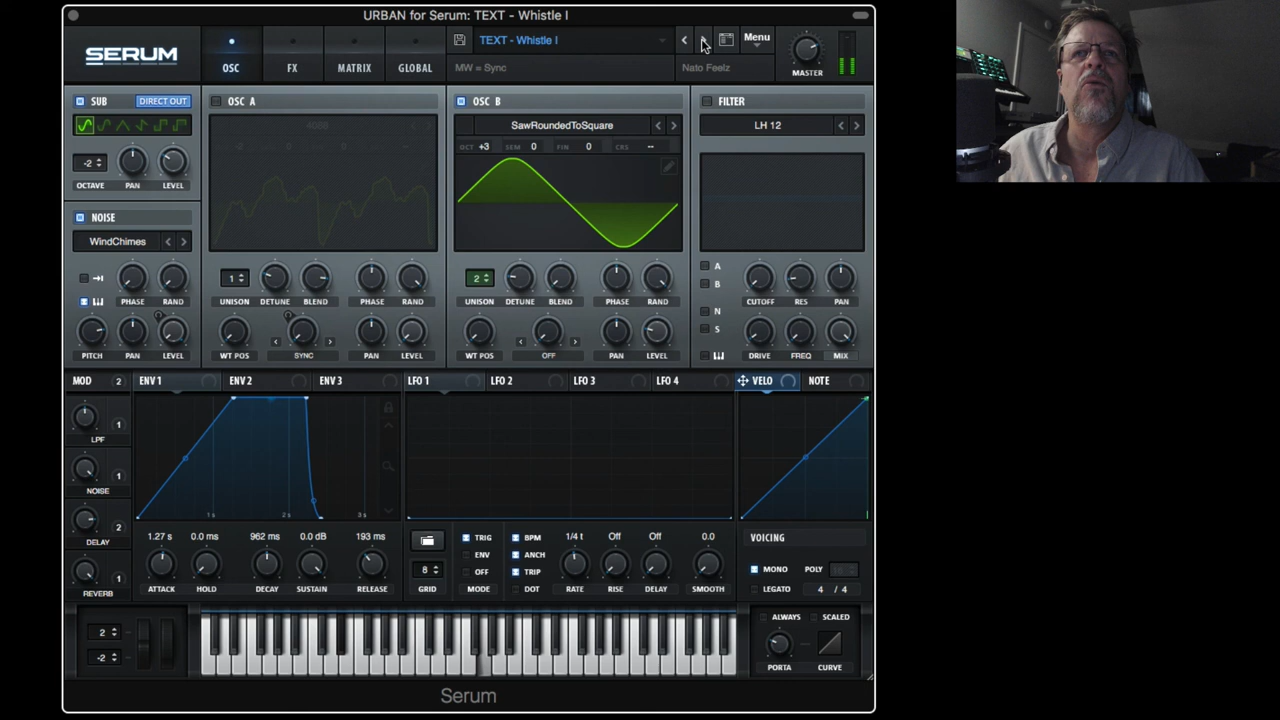 URBAN for Serum: TEXT - Whistle I
SERUM
OSC FX MATRIX GLOBAL
TEXT - Whistle I
Menu
MW = Sync
Nato Feelz
MASTER
SUB DIRECT OUT
OSC A
OSC B
FILTER
4088
SawRoundedToSquare
LH 12
OCT +3 SEM 0 FIN 0 CRS --
-2
OCTAVE PAN LEVEL
NOISE
WindChimes
PHASE RAND
PITCH PAN LEVEL
1
UNISON DETUNE BLEND PHASE RAND
WT POS SYNC PAN LEVEL
2
UNISON DETUNE BLEND PHASE RAND
WT POS OFF PAN LEVEL
A
B
N
S
CUTOFF RES PAN
DRIVE FREQ MIX
MOD 2 ENV 1 ENV 2 ENV 3 LFO 1 LFO 2 LFO 3 LFO 4 VELO NOTE
1
LPF
1
NOISE
2
DELAY
1
REVERB
1 s 2 s 3 s
1.27 s 0.0 ms 962 ms 0.0 dB 193 ms
ATTACK HOLD DECAY SUSTAIN RELEASE
8
GRID
TRIG
ENV
OFF
MODE
BPM
ANCH
TRIP
DOT
1/4 t Off Off 0.0
RATE RISE DELAY SMOOTH
VOICING
MONO POLY
LEGATO 4 / 4
2
-2
ALWAYS SCALED
PORTA CURVE
Serum